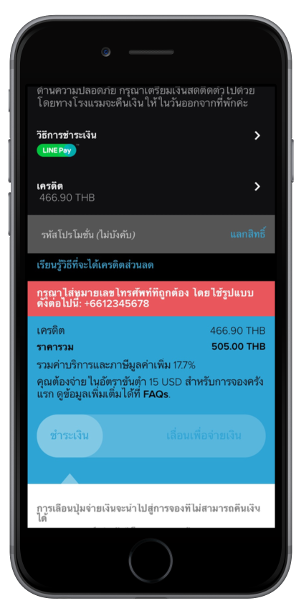 ด้านความปลอดภัย กรุณาเตรียมเงินสดติดตัวไปด้วย
โดยทางโรงแรมจะคืนเงินให้ในวันออกจากที่พักค่ะ
วิธีการชำระเงิน
LINE Pay
เครดิต
466.90 THB
รหัสโปรโมชั่น (ไม่บังคับ)
แลกสิทธิ์
เรียนรู้วิธีที่จะได้เครดิตส่วนลด
กรุณาใส่หมายเลขโทรศัพท์ที่ถูกต้อง โดยใช้รูปแบบ
ดังต่อไปนี้: +6612345678
เครดิต 466.90 THB
ราคารวม 505.00 THB
รวมค่าบริการและภาษีมูลค่าเพิ่ม 17.7%
คุณต้องจ่ายในอัตราขั้นต่ำ 15 USD สำหรับการจองครั้ง
แรก ดูข้อมูลเพิ่มเติมได้ที่ FAQs.
ชำระเงิน
เลื่อนเพื่อจ่ายเงิน
การเลื่อนปุ่มจ่ายเงินจะนำไปสู่การจองที่ไม่สามารถคืนเงิน
ได้